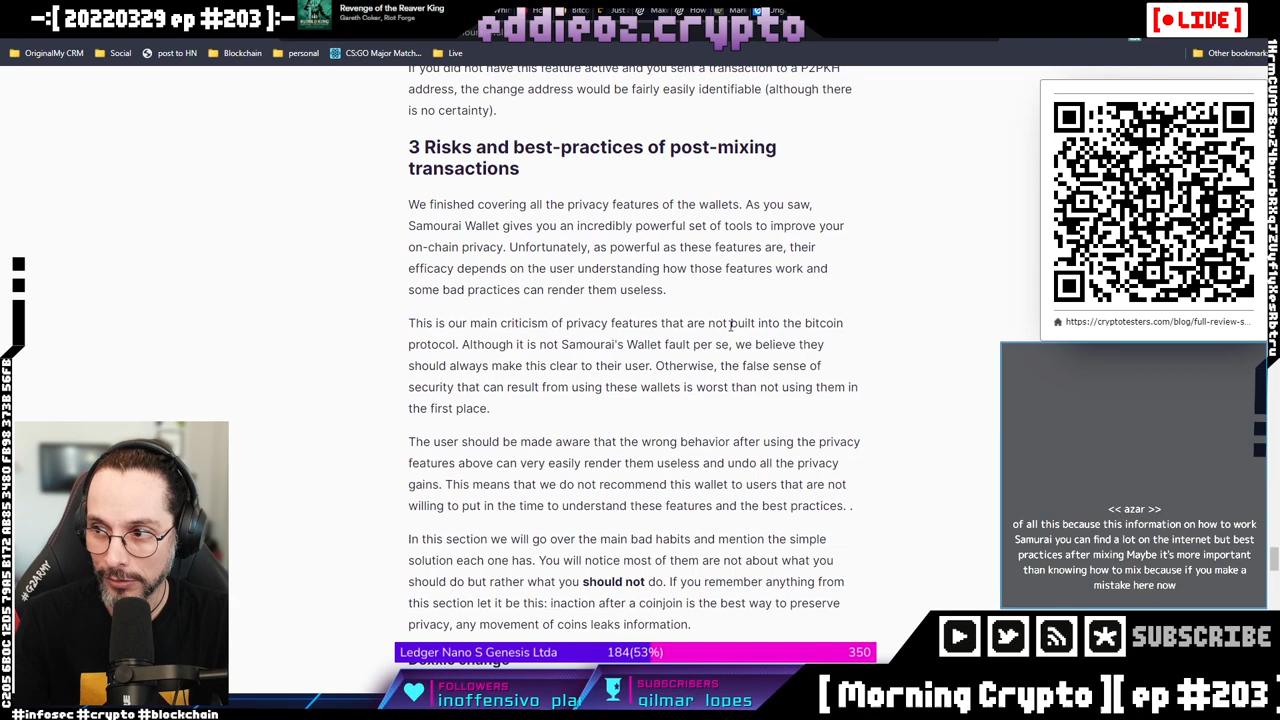 -:[ 20220329 ep #203 ]:-
Revenge of the Reaver King
Gareth Coker, Riot Forge
eddieoz.crypto
[● LIVE]
OriginalMy CRM
Social
post to HN
Blockchain
personal
CS:GO Major Match...
Live
Other bookmark
If you did not have this feature active and you sent a transaction to a P2PKH
address, the change address would be fairly easily identifiable (although there
is no certainty).
3 Risks and best-practices of post-mixing
transactions
We finished covering all the privacy features of the wallets. As you saw,
Samourai Wallet gives you an incredibly powerful set of tools to improve your
on-chain privacy. Unfortunately, as powerful as these features are, their
efficacy depends on the user understanding how those features work and
some bad practices can render them useless.
This is our main criticism of privacy features that are not built into the bitcoin
protocol. Although it is not Samourai's Wallet fault per se, we believe they
should always make this clear to their user. Otherwise, the false sense of
security that can result from using these wallets is worst than not using them in
the first place.
The user should be made aware that the wrong behavior after using the privacy
features above can very easily render them useless and undo all the privacy
gains. This means that we do not recommend this wallet to users that are not
willing to put in the time to understand these features and the best practices. .
In this section we will go over the main bad habits and mention the simple
solution each one has. You will notice most of them are not about what you
should do but rather what you should not do. If you remember anything from
this section let it be this: inaction after a coinjoin is the best way to preserve
privacy, any movement of coins leaks information.
https://cryptotesters.com/blog/full-review-s...
<< azar >>
of all this because this information on how to work
Samurai you can find a lot on the internet but best
practices after mixing Maybe it's more important
than knowing how to mix because if you make a
mistake here now
#G2ARMY
Ledger Nano S Genesis Ltda
184(53%)
350
FOLLOWERS
inoffensivo_pla
SUBSCRIBERS
gilmar_lopes
SUBSCRIBE
[ Morning Crypto ][ ep #203 ]
#infosec #crypto #blockchain